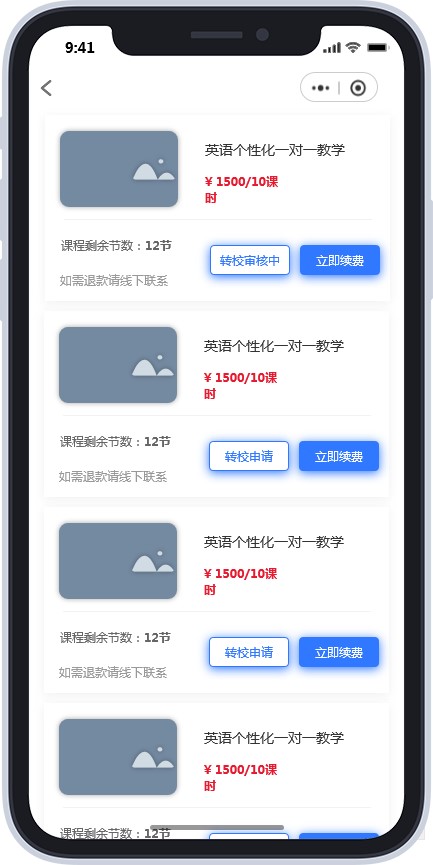 9:41
英语个性化一对一教学
¥ 1500/10课
时
课程剩余节数：12节
转校审核中
立即续费
如需退款请线下联系
英语个性化一对一教学
¥ 1500/10课
时
课程剩余节数：12节
转校申请
立即续费
如需退款请线下联系
英语个性化一对一教学
¥ 1500/10课
时
课程剩余节数：12节
转校申请
立即续费
如需退款请线下联系
英语个性化一对一教学
¥ 1500/10课
时
课程剩余节数：12节